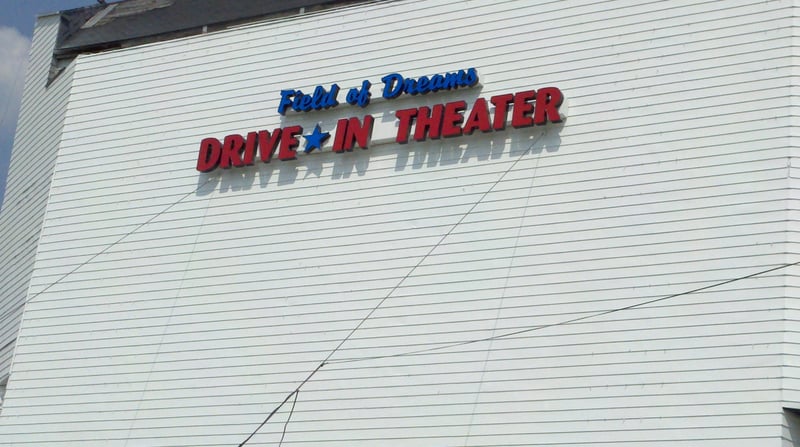 Field of Dreams
DRIVE★IN THEATER